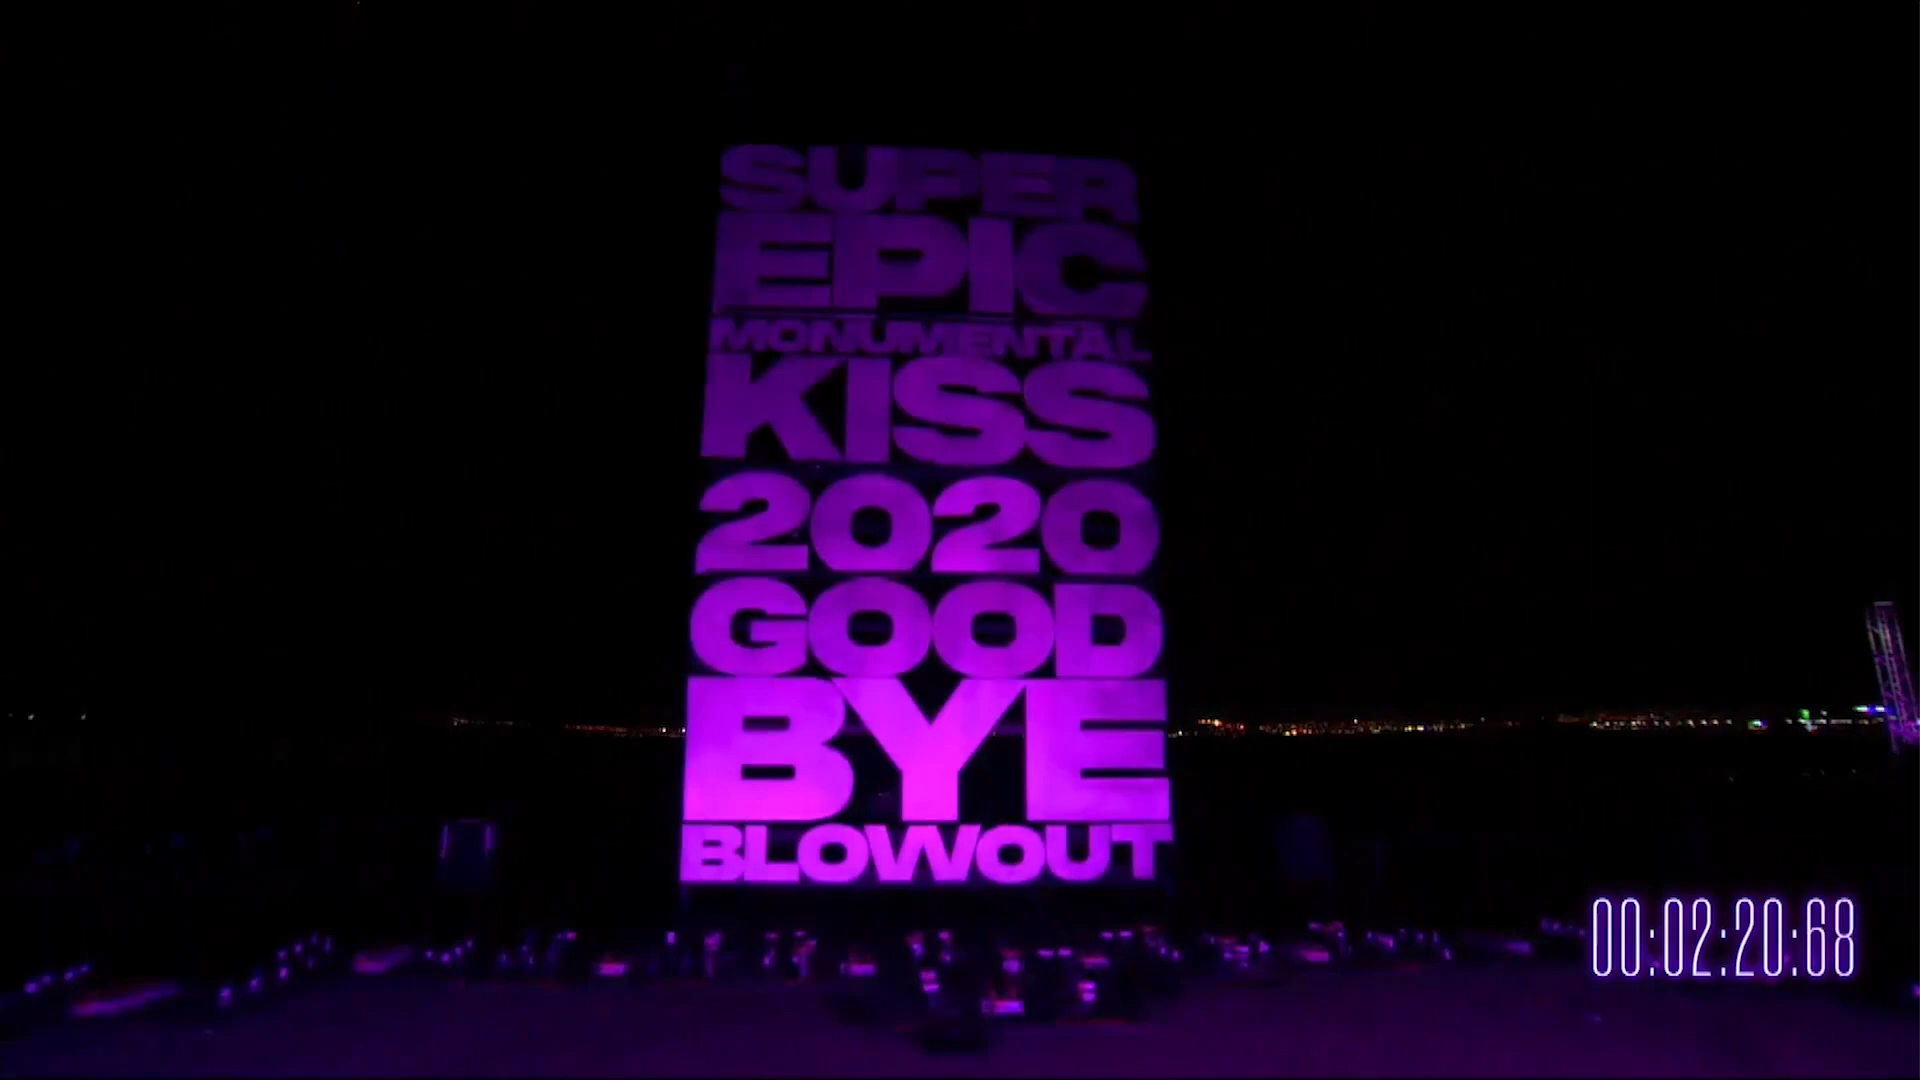 SUPER
EPIC
MONUMENTAL
KISS
2020
GOOD
BYE
BLOWOUT
00:02:20:68